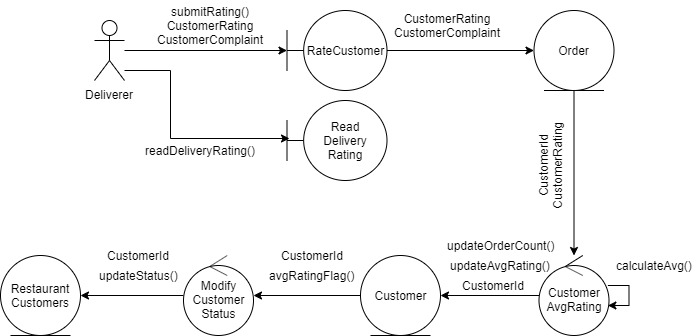 submitRating()
CustomerRating
CustomerComplaint
CustomerRating
CustomerComplaint
RateCustomer
Order
Deliverer
Read
Delivery
Rating
readDeliveryRating()
CustomerId
CustomerRating
updateOrderCount()
updateAvgRating()
CustomerId
calculateAvg()
Customer
AvgRating
CustomerId
avgRatingFlag()
Customer
CustomerId
updateStatus()
Modify
Customer
Status
Restaurant
Customers